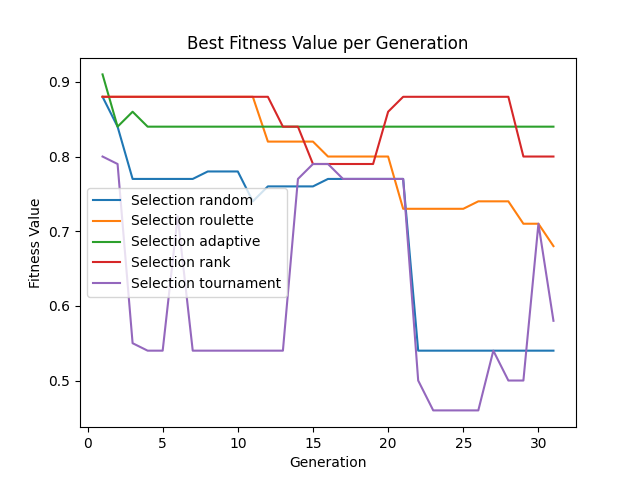 Best Fitness Value per Generation
Fitness Value
0.9
0.8
0.7
0.6
0.5
Selection random
Selection roulette
Selection adaptive
Selection rank
Selection tournament
0 5 10 15 20 25 30
Generation